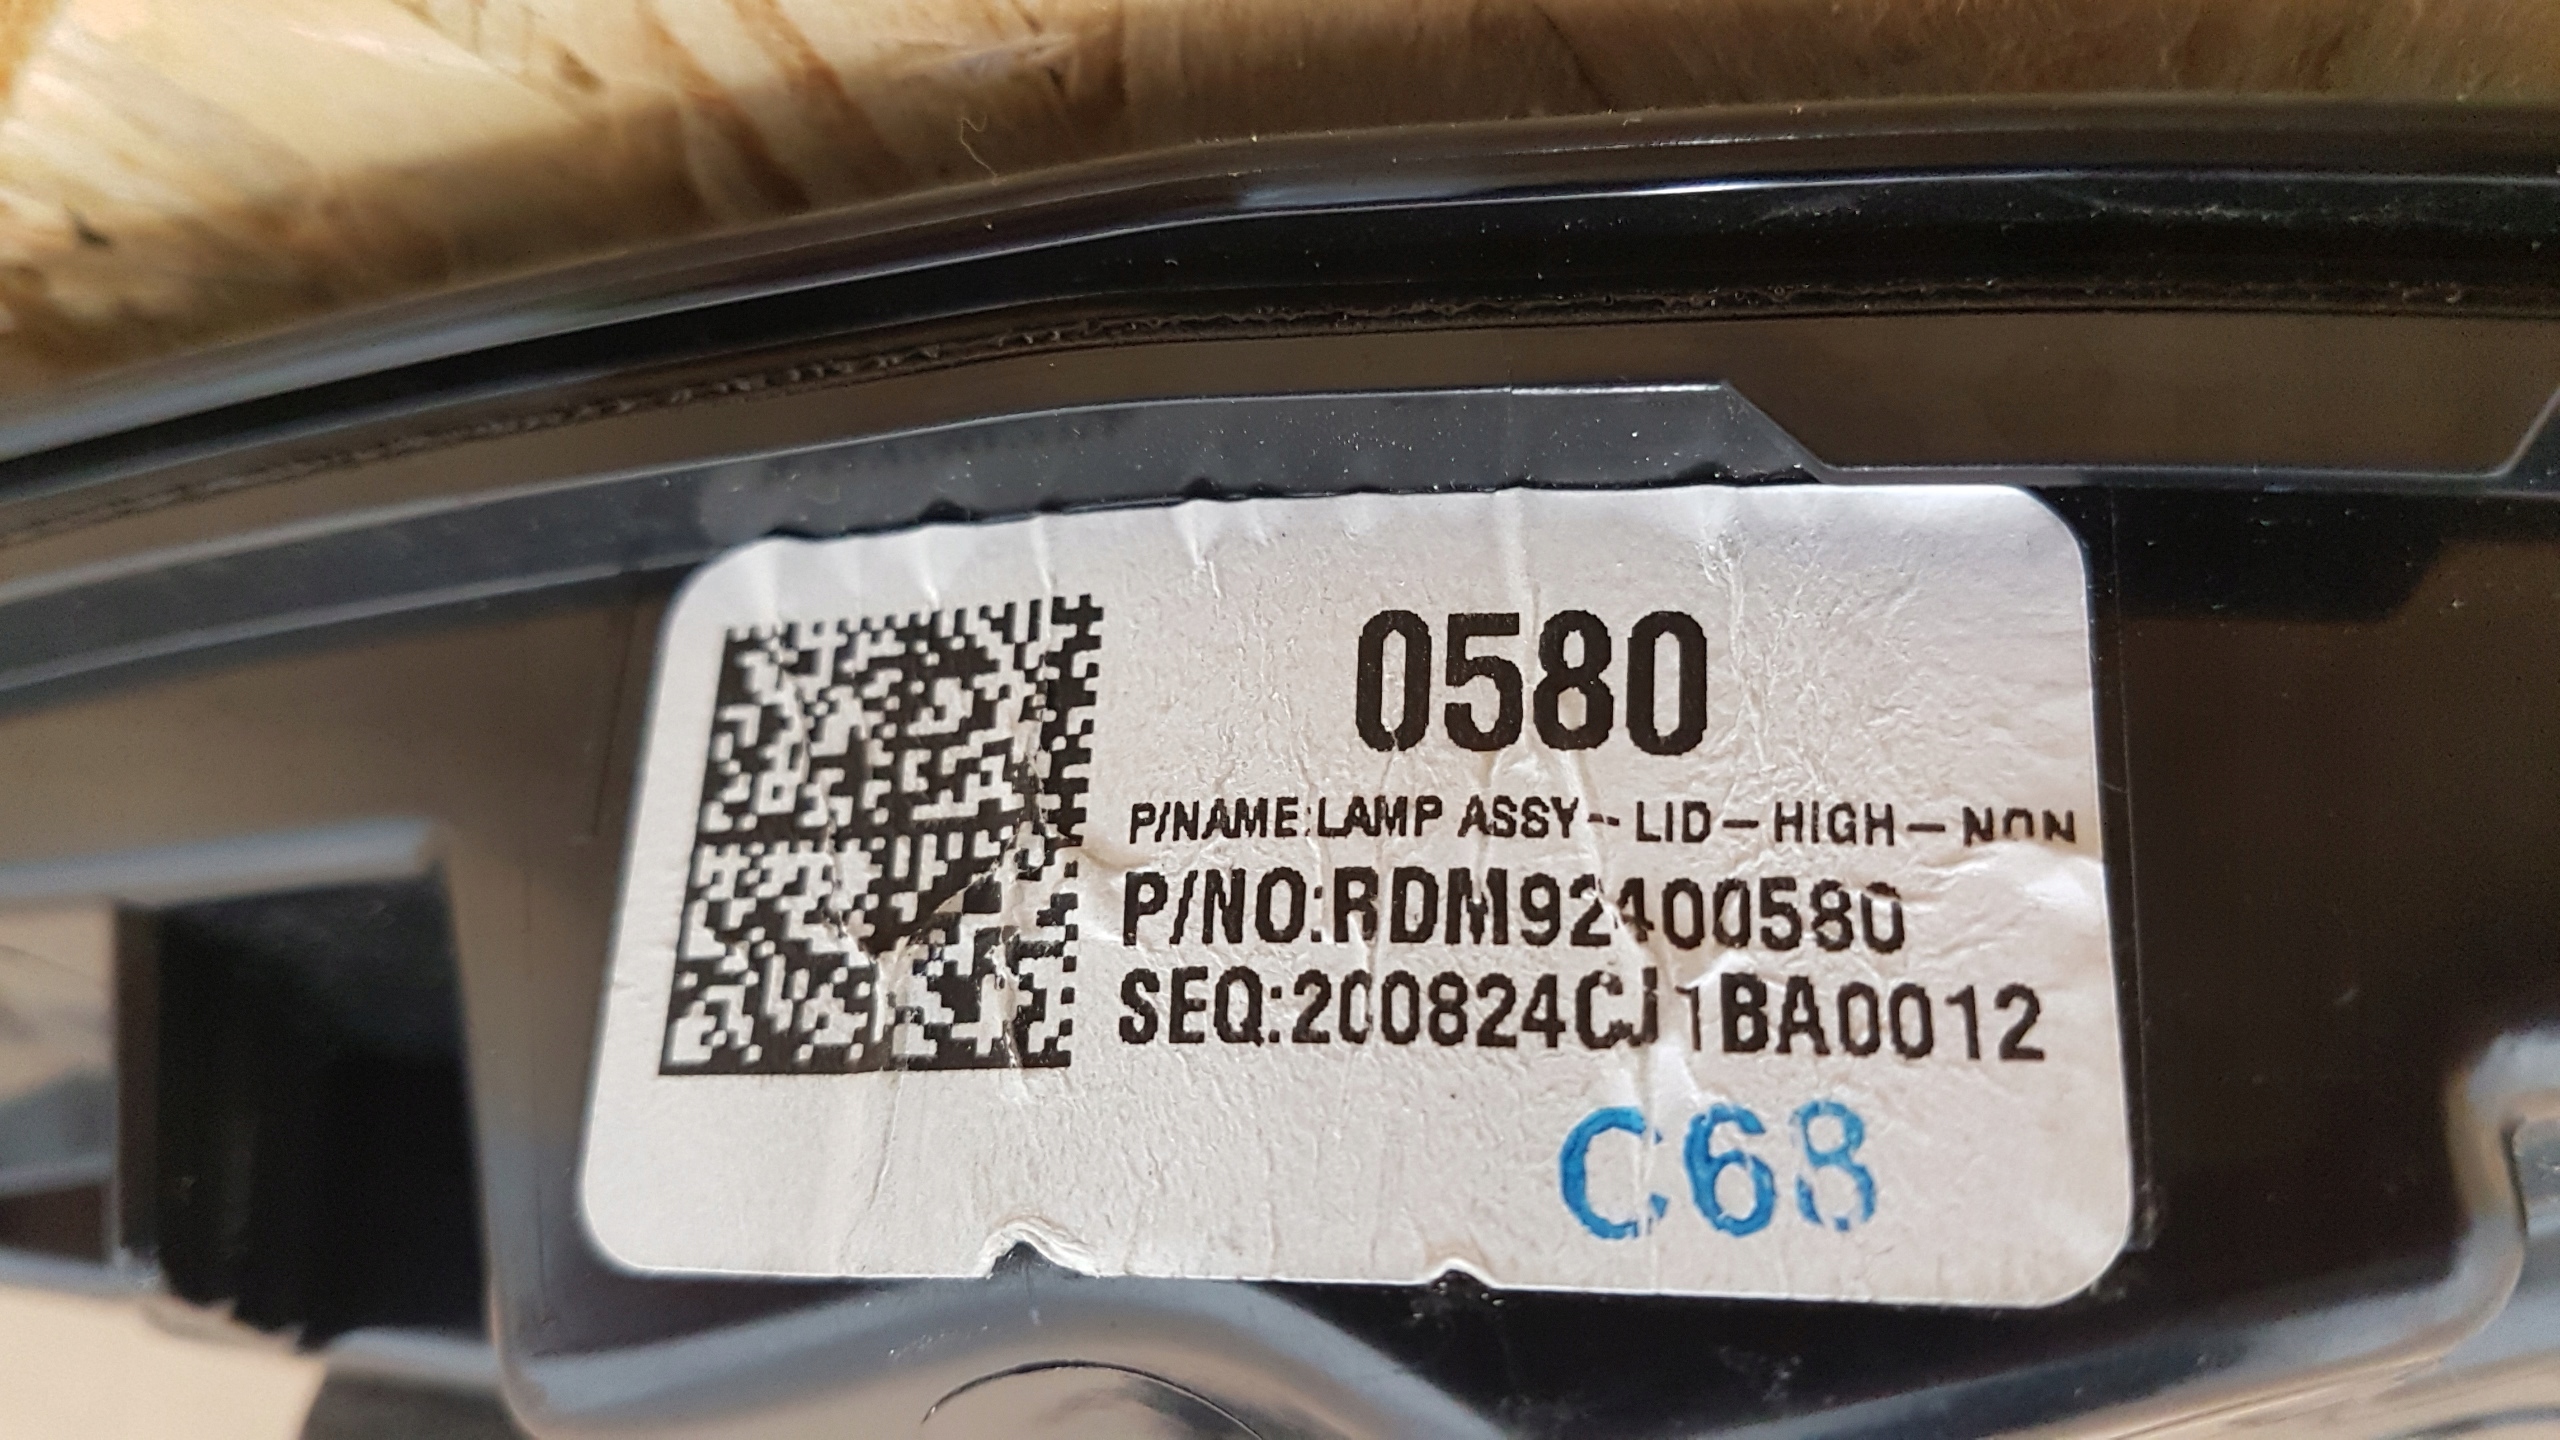 0580
P/NAME:LAMP ASSY-LID-HIGH-NON
P/NO:RDM92400580
SEQ:200824CJ1BA0012
C68